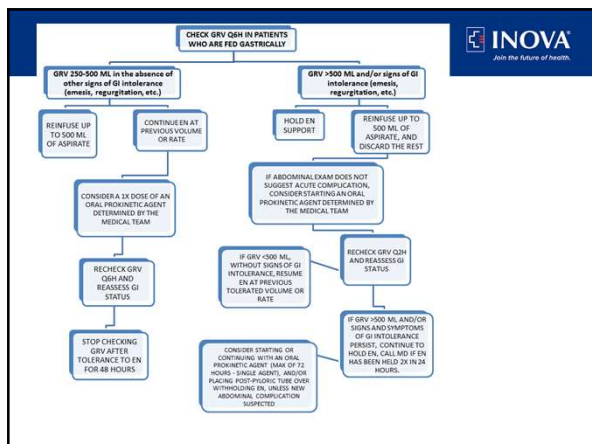 CHECK GRV Q6H IN PATIENTS
WHO ARE FED GASTRICALLY
INOVA®
Join the future of health.
GRV 250-500 ML in the absence of
other signs of GI intolerance
(emesis, regurgitation, etc.)
GRV >500 ML and/or signs of GI
intolerance (emesis,
regurgitation, etc.)
REINFUSE UP
TO 500 ML
OF ASPIRATE
CONTINUE EN AT
PREVIOUS VOLUME
OR RATE
HOLD EN
SUPPORT
REINFUSE UP TO
500 ML OF
ASPIRATE, AND
DISCARD THE REST
CONSIDER A 1X DOSE OF AN
ORAL PROKINETIC AGENT
DETERMINED BY THE
MEDICAL TEAM
IF ABDOMINAL EXAM DOES NOT
SUGGEST ACUTE COMPLICATION,
CONSIDER STARTING AN ORAL
PROKINETIC AGENT DETERMINED BY
THE MEDICAL TEAM
RECHECK GRV
Q6H AND
REASSESS GI
STATUS
IF GRV <500 ML,
WITHOUT SIGNS OF GI
INTOLERANCE, RESUME
EN AT PREVIOUS
TOLERATED VOLUME OR
RATE
RECHECK GRV Q2H
AND REASSESS GI
STATUS
STOP CHECKING
GRV AFTER
TOLERANCE TO EN
FOR 48 HOURS
CONSIDER STARTING OR
CONTINUING WITH AN ORAL
PROKINETIC AGENT (MAX OF 72
HOURS - SINGLE AGENT), AND/OR
PLACING POST-PYLORIC TUBE OVER
WITHHOLDING EN, UNLESS NEW
ABDOMINAL COMPLICATION
SUSPECTED
IF GRV >500 ML AND/OR
SIGNS AND SYMPTOMS
OF GI INTOLERANCE
PERSIST, CONTINUE TO
HOLD EN, CALL MD IF EN
HAS BEEN HELD 2X IN 24
HOURS.